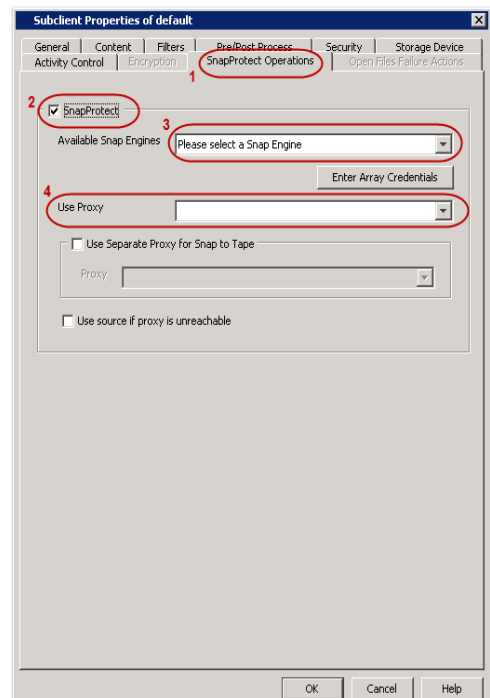 Subclient Properties of default
General Content Filters Pre/Post Process Security Storage Device
Activity Control Encryption SnapProtect Operations Open Files Failure Actions
1
2
SnapProtect
3
Available Snap Engines Please select a Snap Engine
Enter Array Credentials
4
Use Proxy
Use Separate Proxy for Snap to Tape
Proxy
Use source if proxy is unreachable
OK Cancel Help